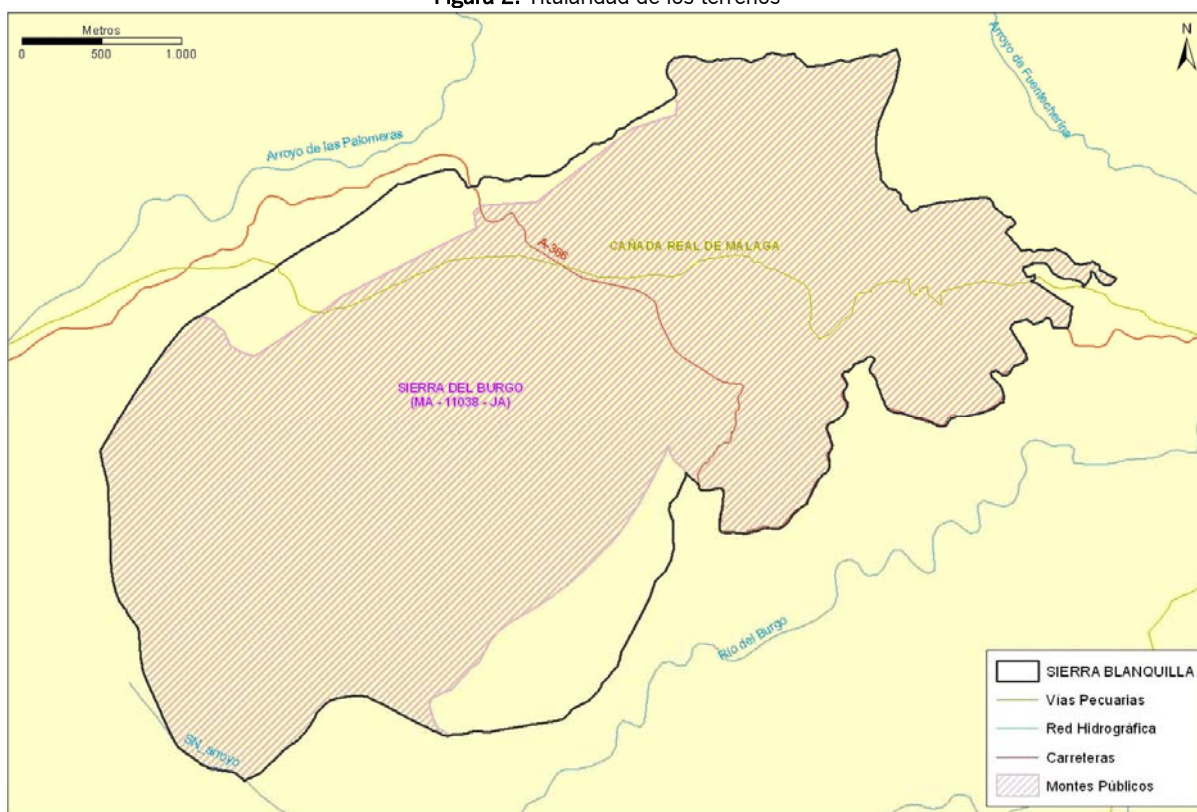 Figura 2. Titularidad de los terrenos
Metros
0 500 1.000
N
Arroyo de Fuentecherina
Arroyo de las Palomeras
A-366
CAÑADA REAL DE MALAGA
SIERRA DEL BURGO
(MA - 11038 - JA)
Río del Burgo
SN_arroyo
SIERRA BLANQUILLA
Vías Pecuarias
Red Hidrográfica
Carreteras
Montes Públicos